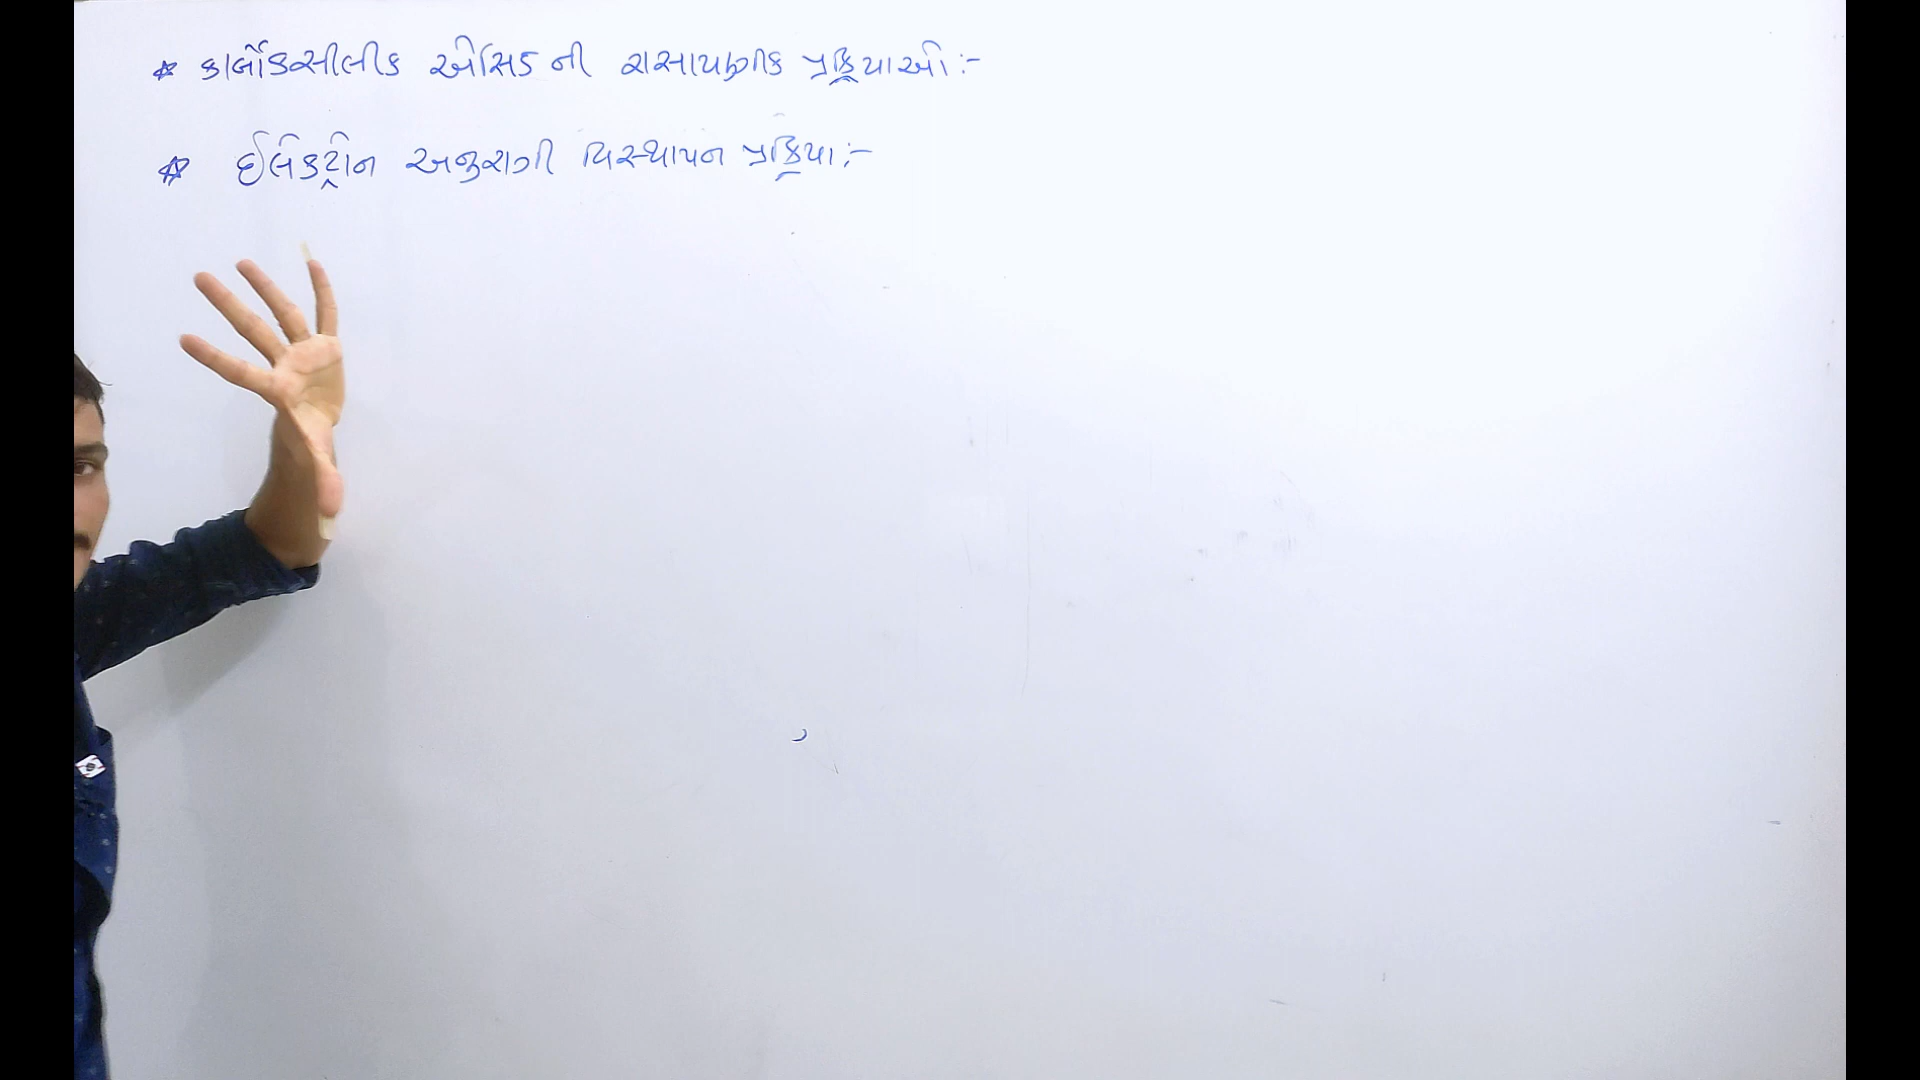 * કાર્બોક્સીલીક એસિડ ની રાસાયણીક પ્રક્રિયાઓ :-
* ઈલેક્ટ્રોન અનુરાગી વિસ્થાપન પ્રક્રિયા :-